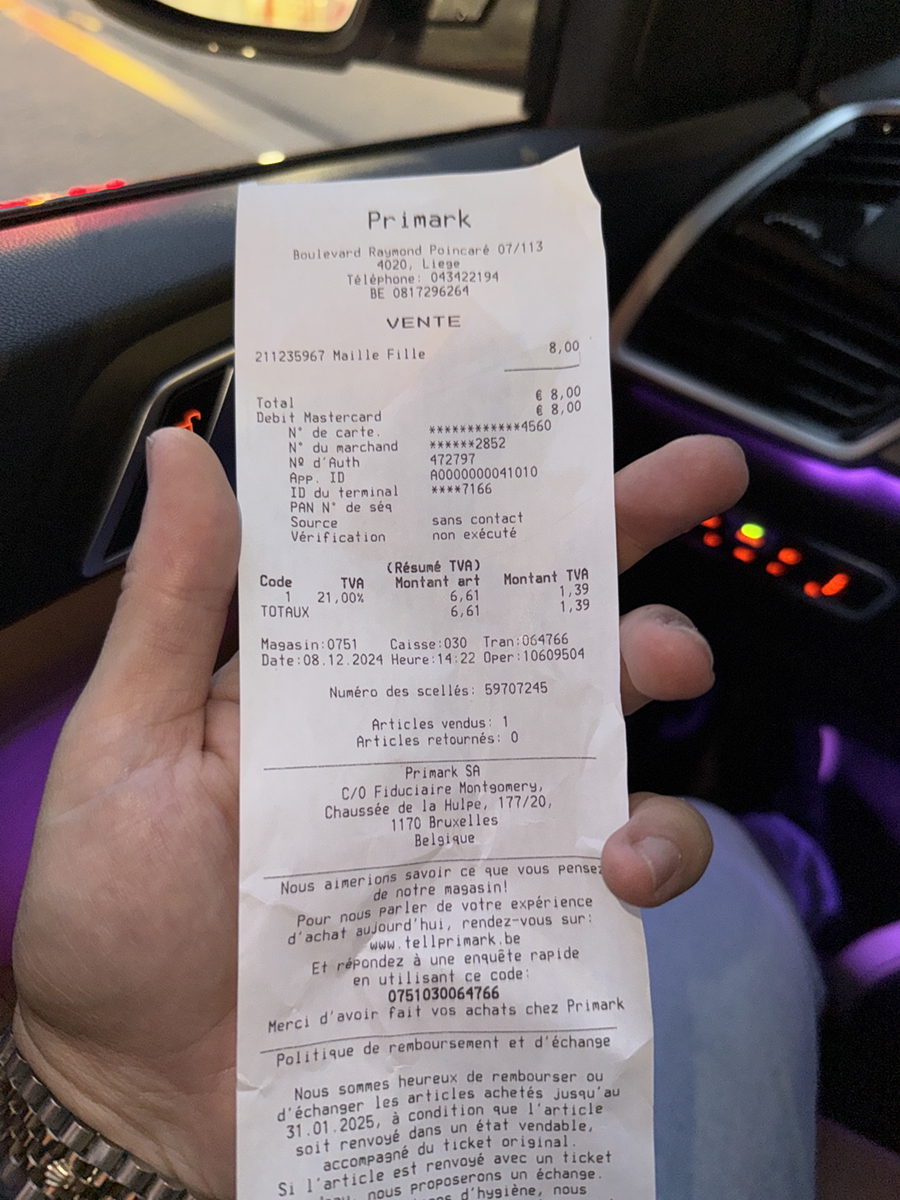 Primark
Boulevard Raymond Poincaré 07/113
4020, Liege
Téléphone: 043422194
BE 0817296264
VENTE
211235967 Maille Fille 8,00
Total € 8,00
Debit Mastercard € 8,00
N° de carte. ************4560
N° du marchand ******2852
Nº d'Auth 472797
App. ID A0000000041010
ID du terminal ****7166
PAN N° de séq
Source sans contact
Vérification non exécuté
(Résumé TVA)
Code TVA Montant art Montant TVA
1 21,00% 6,61 1,39
TOTAUX 6,61 1,39
Magasin:0751 Caisse:030 Tran:064766
Date:08.12.2024 Heure:14:22 Oper:10609504
Numéro des scellés: 59707245
Articles vendus: 1
Articles retournés: 0
Primark SA
C/O Fiduciaire Montgomery,
Chaussée de la Hulpe, 177/20,
1170 Bruxelles
Belgique
Nous aimerions savoir ce que vous pensez
de notre magasin!
Pour nous parler de votre expérience
d'achat aujourd'hui, rendez-vous sur:
www.tellprimark.be
Et répondez à une enquête rapide
en utilisant ce code:
0751030064766
Merci d'avoir fait vos achats chez Primark
Politique de remboursement et d'échange
Nous sommes heureux de rembourser ou
d'échanger les articles achetés jusqu'au
31.01.2025, à condition que l'article
soit renvoyé dans un état vendable,
accompagné du ticket original.
Si l'article est renvoyé avec un ticket
nous proposerons un échange.
d'hygiène, nous